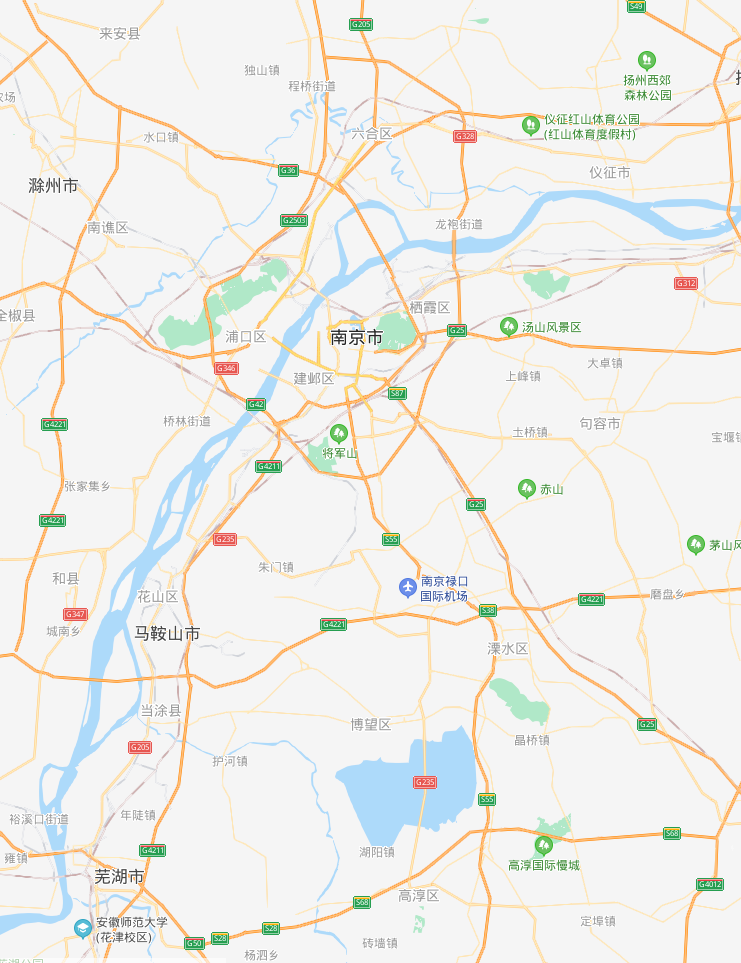 S49
G205
来安县
独山镇
扬州西郊
森林公园
程桥街道
农场
仪征红山体育公园
(红山体育度假村)
六合区
G328
水口镇
G36
仪征市
滁州市
G2503
南谯区
龙袍街道
G312
栖霞区
全椒县
汤山风景区
G25
南京市
浦口区
大卓镇
G346
上峰镇
建邺区
S87
G42
桥林街道
句容市
G4221
将军山
宝堰镇
G4211
张家集乡
赤山
G25
G4221
G235
S55
茅山风
朱门镇
和县
南京禄口
国际机场
花山区
磨盘乡
G4221
G347
G4221
城南乡
马鞍山市
溧水区
当涂县
博望区
G25
晶桥镇
G205
护河镇
G235
S55
年陡镇
裕溪口街道
S68
G4211
湖阳镇
雍镇
高淳国际慢城
芜湖市
G4012
高淳区
S68
安徽师范大学
(花津校区)
定埠镇
S28
S28
G50
砖墙镇
杨泗乡